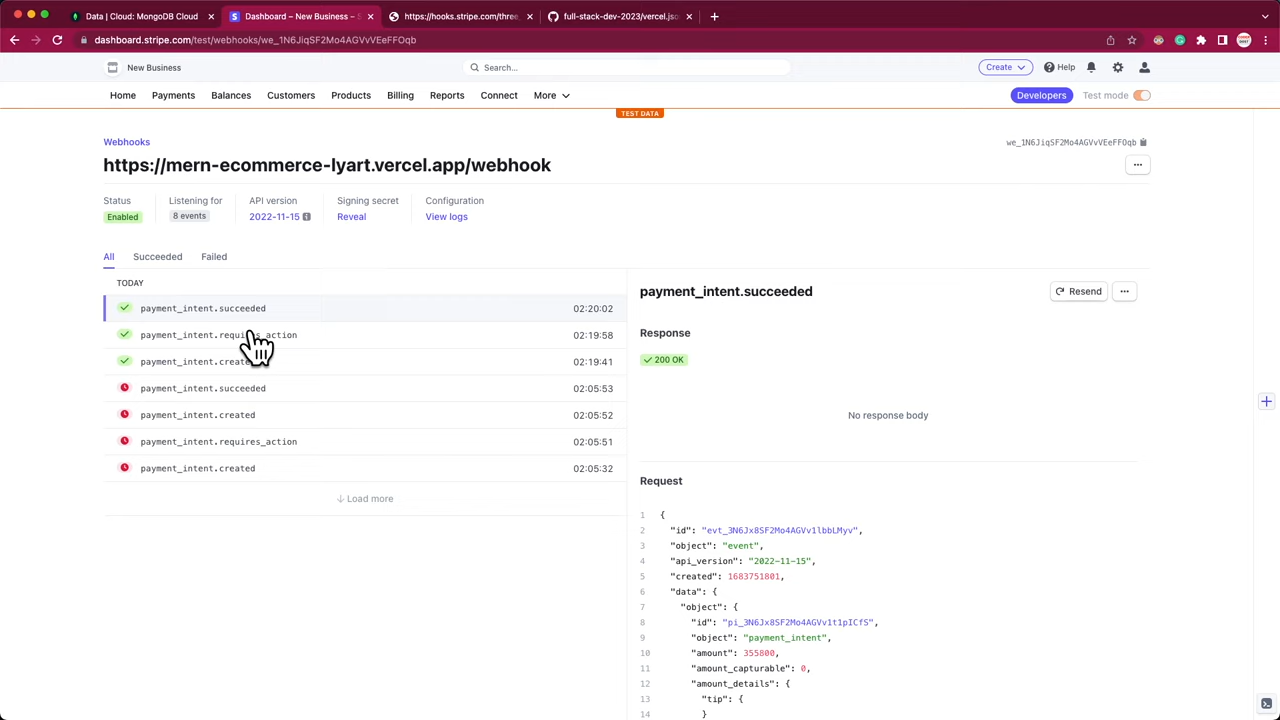 Data | Cloud: MongoDB Cloud
Dashboard – New Business – S
https://hooks.stripe.com/three_
full-stack-dev-2023/vercel.jso
dashboard.stripe.com/test/webhooks/we_1N6JiqSF2Mo4AGVvVEeFFOqb
New Business
Search...
Create
Help
Home Payments Balances Customers Products Billing Reports Connect More
Developers Test mode
TEST DATA
Webhooks
we_1N6JiqSF2Mo4AGVvVEeFFOqb
https://mern-ecommerce-lyart.vercel.app/webhook
Status Listening for API version Signing secret Configuration
Enabled 8 events 2022-11-15 Reveal View logs
All Succeeded Failed
TODAY
payment_intent.succeeded 02:20:02
payment_intent.requires_action 02:19:58
payment_intent.created 02:19:41
payment_intent.succeeded 02:05:53
payment_intent.created 02:05:52
payment_intent.requires_action 02:05:51
payment_intent.created 02:05:32
Load more
payment_intent.succeeded
Resend
Response
200 OK
No response body
Request
1 {
2 "id": "evt_3N6Jx8SF2Mo4AGVv1lbbLMyv",
3 "object": "event",
4 "api_version": "2022-11-15",
5 "created": 1683751801,
6 "data": {
7 "object": {
8 "id": "pi_3N6Jx8SF2Mo4AGVv1t1pICfS",
9 "object": "payment_intent",
10 "amount": 355800,
11 "amount_capturable": 0,
12 "amount_details": {
13 "tip": {
14 }